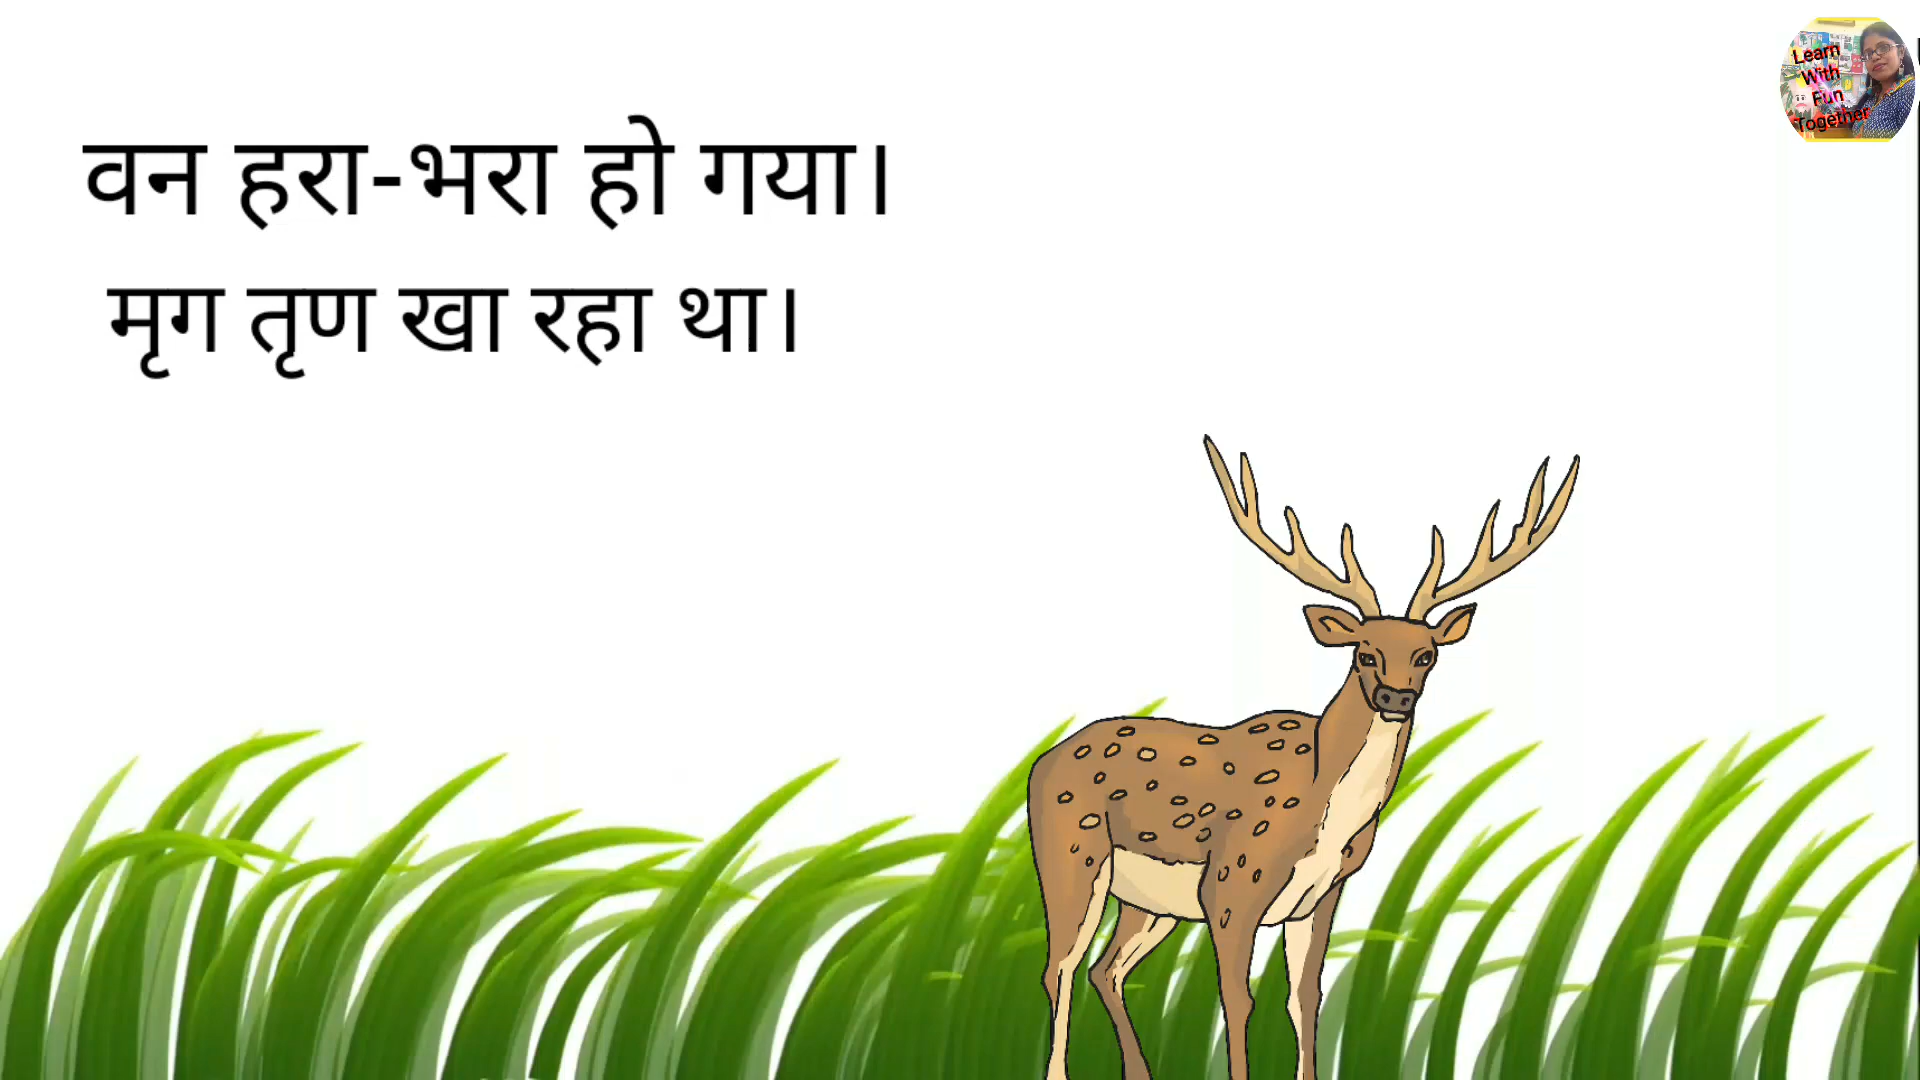 वन हरा-भरा हो गया।
मृग तृण खा रहा था।
Learn
With
Fun
Together